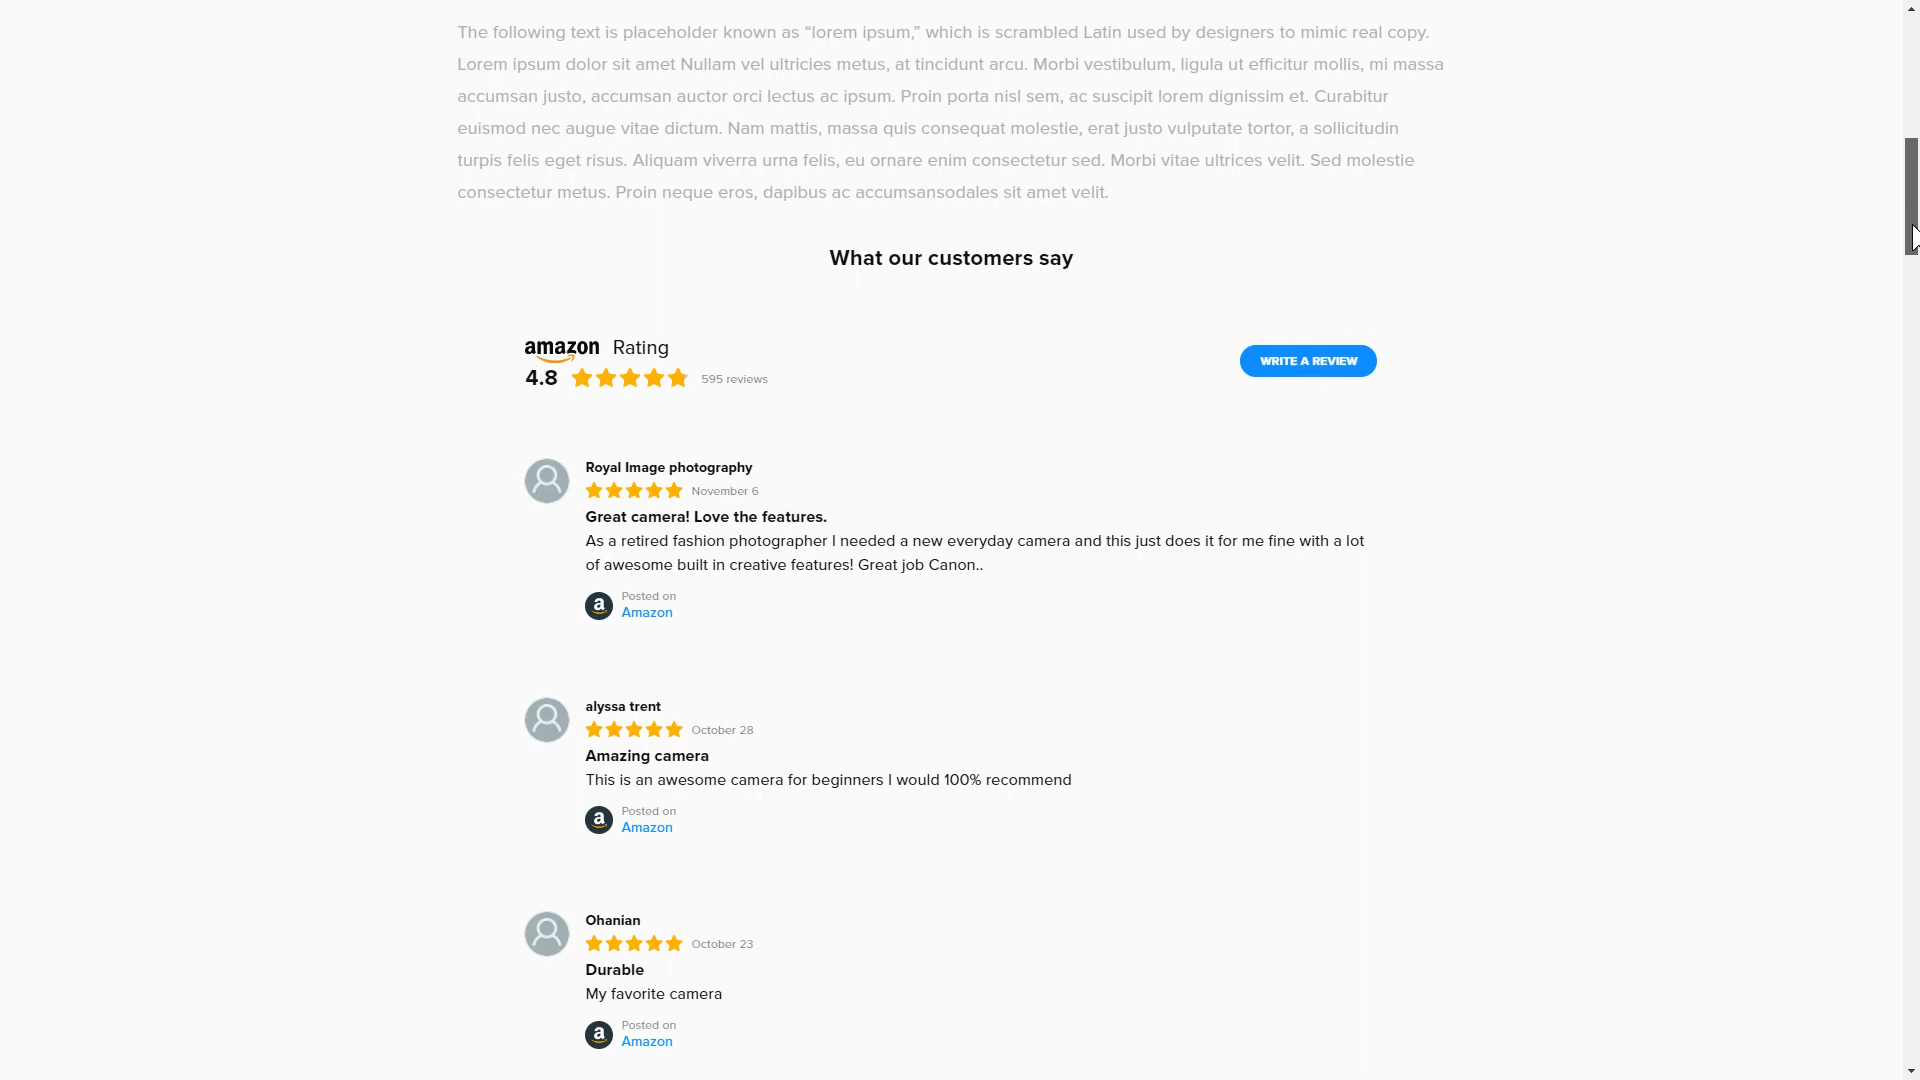 The following text is placeholder known as “lorem ipsum,” which is scrambled Latin used by designers to mimic real copy.
Lorem ipsum dolor sit amet Nullam vel ultricies metus, at tincidunt arcu. Morbi vestibulum, ligula ut efficitur mollis, mi massa
accumsan justo, accumsan auctor orci lectus ac ipsum. Proin porta nisl sem, ac suscipit lorem dignissim et. Curabitur
euismod nec augue vitae dictum. Nam mattis, massa quis consequat molestie, erat justo vulputate tortor, a sollicitudin
turpis felis eget risus. Aliquam viverra urna felis, eu ornare enim consectetur sed. Morbi vitae ultrices velit. Sed molestie
consectetur metus. Proin neque eros, dapibus ac accumsansodales sit amet velit.
What our customers say
amazon Rating
4.8 595 reviews
WRITE A REVIEW
Royal Image photography
November 6
Great camera! Love the features.
As a retired fashion photographer I needed a new everyday camera and this just does it for me fine with a lot
of awesome built in creative features! Great job Canon..
a Posted on
Amazon
alyssa trent
October 28
Amazing camera
This is an awesome camera for beginners I would 100% recommend
a Posted on
Amazon
Ohanian
October 23
Durable
My favorite camera
a Posted on
Amazon